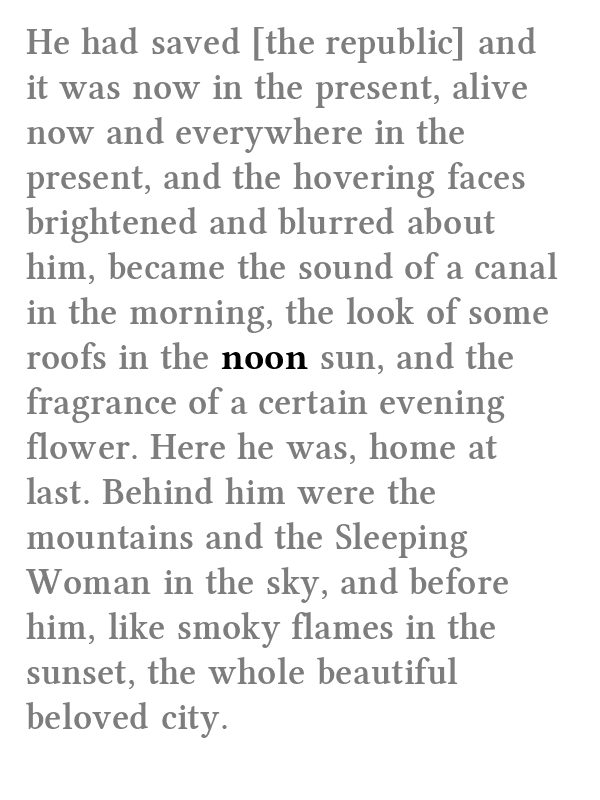 He had saved [the republic] and
it was now in the present, alive
now and everywhere in the
present, and the hovering faces
brightened and blurred about
him, became the sound of a canal
in the morning, the look of some
roofs in the noon sun, and the
fragrance of a certain evening
flower. Here he was, home at
last. Behind him were the
mountains and the Sleeping
Woman in the sky, and before
him, like smoky flames in the
sunset, the whole beautiful
beloved city.